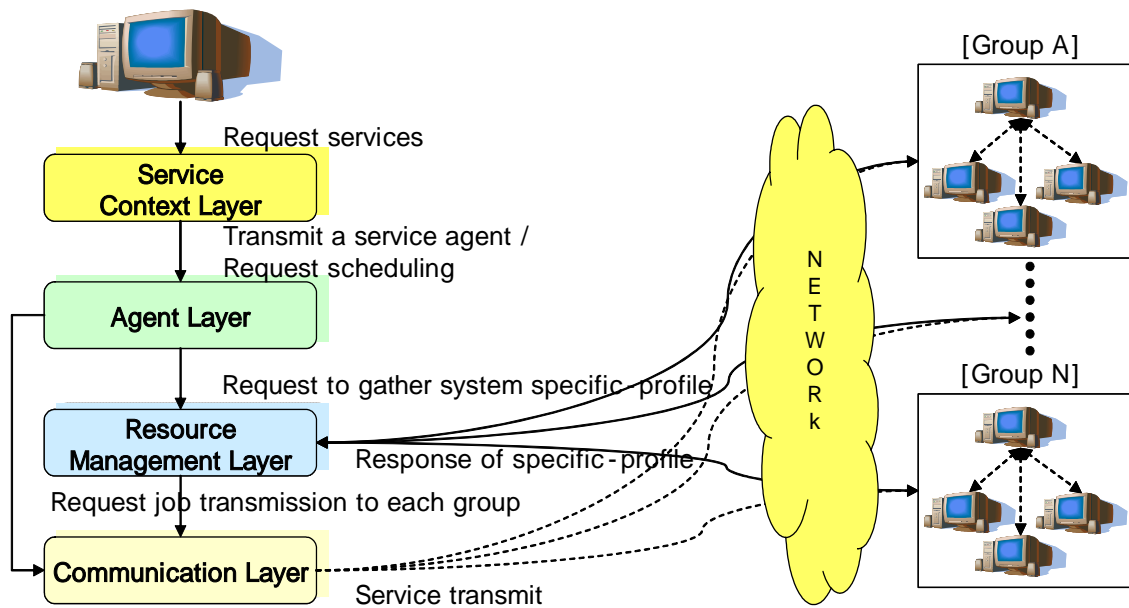 [Group A]
Request services
Service
Context Layer
Transmit a service agent /
Request scheduling
Agent Layer
NETWORk
Request to gather system specific-profile
[Group N]
Resource
Management Layer
Response of specific-profile
Request job transmission to each group
Communication Layer
Service transmit